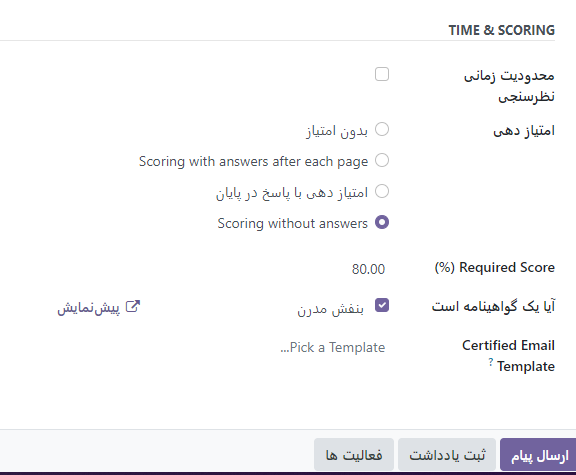 TIME & SCORING
محدودیت زمانی
نظرسنجی
امتیاز دهی
بدون امتیاز
Scoring with answers after each page
امتیاز دهی با پاسخ در پایان
Scoring without answers
(%) Required Score
80.00
آیا یک گواهینامه است
بنفش مدرن
پیش‌نمایش
Certified Email
? Template
...Pick a Template
ارسال پیام
ثبت یادداشت
فعالیت ها